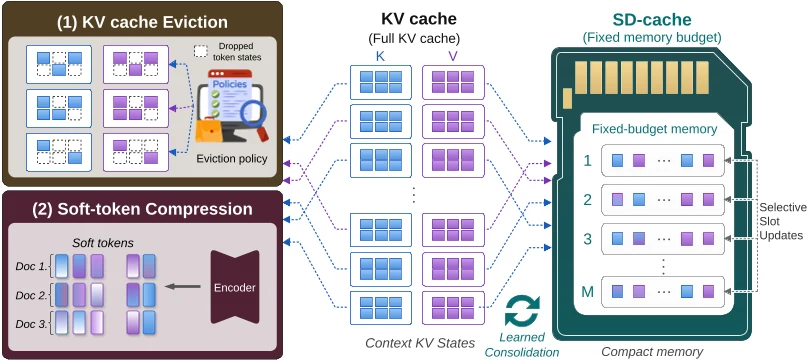 (1) KV cache Eviction
Dropped
token states
Policies
Eviction policy
(2) Soft-token Compression
Soft tokens
Doc 1.
Doc 2.
Doc 3.
Encoder
KV cache
(Full KV cache)
K V
Context KV States
Learned
Consolidation
SD-cache
(Fixed memory budget)
Fixed-budget memory
1 ...
2 ...
3 ...
M ...
Selective
Slot
Updates
Compact memory